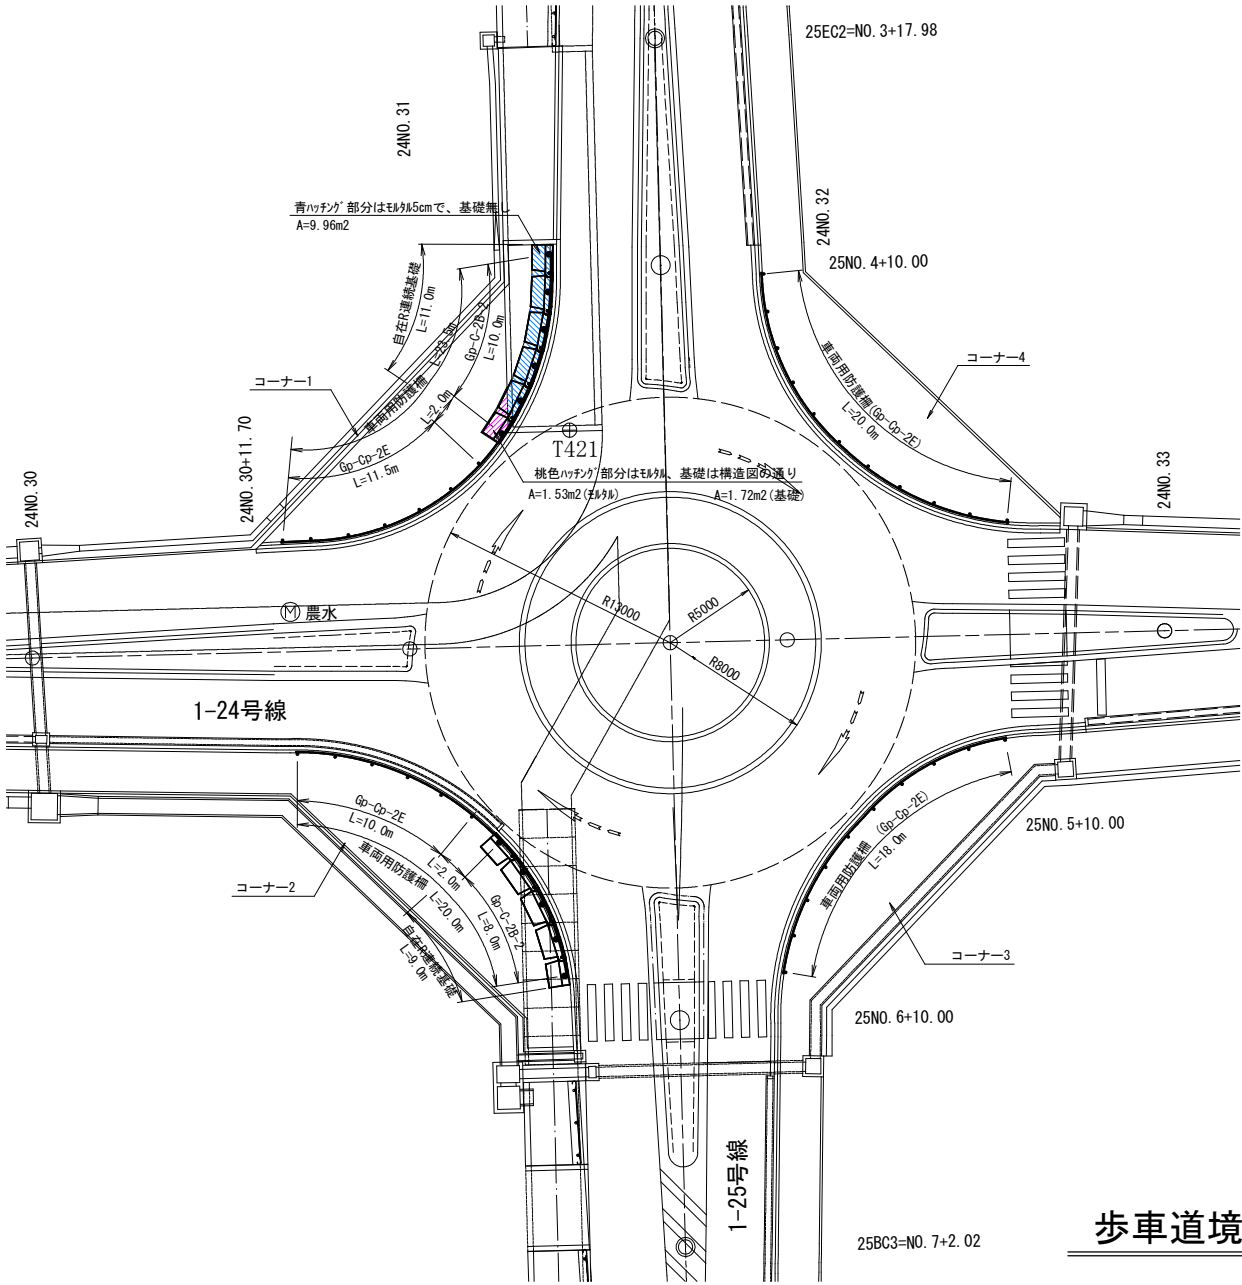 25EC2=NO.3+17.98
24NO.31
24NO.32
青ハッチング部分はモルタル5cmで、基礎無し
A=9.96m2
25NO.4+10.00
自在R連続基礎
L=11.0m
車両用防護柵
L=23.5m
Gp-C-2B-2
L=10.0m
L=2.0m
Gp-Cp-2E
L=11.5m
コーナー1
車両用防護柵(Gp-Cp-2E)
L=20.0m
コーナー4
24NO.30
24NO.30+11.70
24NO.33
T421
桃色ハッチング部分はモルタル、基礎は構造図の通り
A=1.53m2(モルタル)
A=1.72m2(基礎)
M 農水
R13000
R5000
R8000
1-24号線
Gp-Cp-2E
L=10.0m
車両用防護柵
L=20.0m
L=2.0m
Gp-C-2B-2
L=8.0m
自在R連続基礎
L=9.0m
コーナー2
車両用防護柵 (Gp-Cp-2E)
L=18.0m
25NO.5+10.00
コーナー3
25NO.6+10.00
1-25号線
25BC3=NO.7+2.02
歩車道境